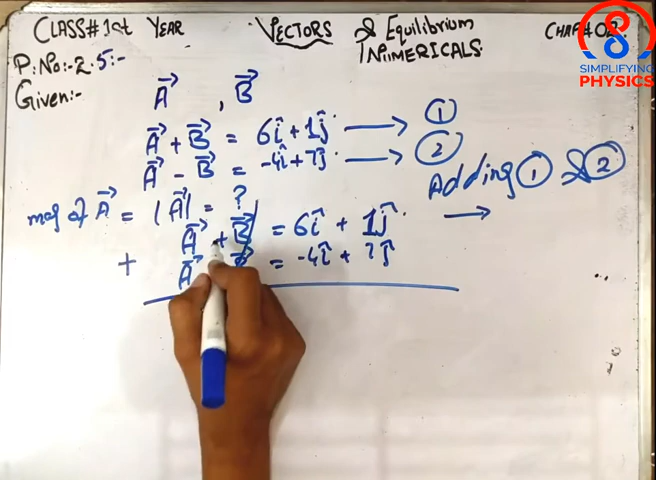 CLASS#1st YEAR VECTORS & Equilibrium CHAP#02
NUMERICALS
P:No:-2.5:-
Given:- A⃗ , B⃗
A⃗ + B⃗ = 6î + 1ĵ → ①
A⃗ - B⃗ = -4î + 7ĵ → ②
Adding ① & ②
mag of A⃗ = |A⃗| = ?
A⃗ + B⃗ = 6î + 1ĵ →
+ A⃗ = -4î + 7ĵ
SIMPLIFYING
PHYSICS